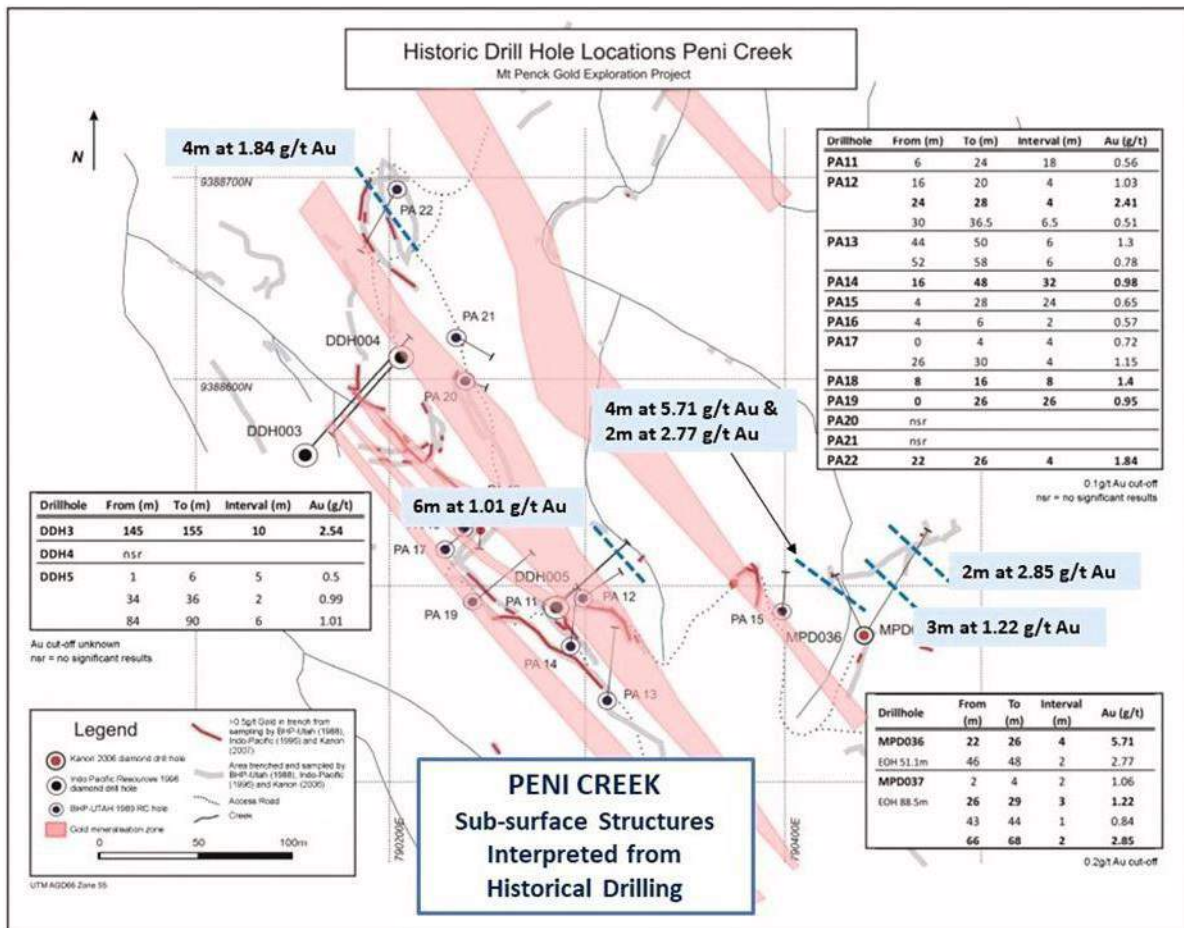 Historic Drill Hole Locations Peni Creek
Mt Penck Gold Exploration Project
N
4m at 1.84 g/t Au
9388700N
PA 22
PA 21
DDH004
9388600N
PA 20
DDH003
4m at 5.71 g/t Au &
2m at 2.77 g/t Au
6m at 1.01 g/t Au
PA 17
DDH005
PA 19
PA 11
PA 12
PA 15
MPD036
PA 14
PA 13
2m at 2.85 g/t Au
3m at 1.22 g/t Au
790200E
790400E
Drillhole From (m) To (m) Interval (m) Au (g/t)
PA11 6 24 18 0.56
PA12 16 20 4 1.03
24 28 4 2.41
30 36.5 6.5 0.51
PA13 44 50 6 1.3
52 58 6 0.78
PA14 16 48 32 0.98
PA15 4 28 24 0.65
PA16 4 6 2 0.57
PA17 0 4 4 0.72
26 30 4 1.15
PA18 8 16 8 1.4
PA19 0 26 26 0.95
PA20 nsr
PA21 nsr
PA22 22 26 4 1.84
0.1g/t Au cut-off
nsr = no significant results
Drillhole From (m) To (m) Interval (m) Au (g/t)
DDH3 145 155 10 2.54
DDH4 nsr
DDH5 1 6 5 0.5
34 36 2 0.99
84 90 6 1.01
Au cut-off unknown
nsr = no significant results
Legend
Kanon 2006 diamond drill hole
Indo Pacific Resources 1996
diamond drill hole
BHP-UTAH 1989 RC hole
Gold mineralisation zone
>0.5g/t Gold in trench from
sampling by BHP-Utah (1988),
Indo-Pacific (1995) and Kanon
(2007)
Area trenched and sampled by
BHP-Utah (1988), Indo-Pacific
(1995) and Kanon (2006)
Access Road
Creek
0 50 100m
UTM AGD66 Zone 55
PENI CREEK
Sub-surface Structures
Interpreted from
Historical Drilling
Drillhole From (m) To (m) Interval (m) Au (g/t)
MPD036 22 26 4 5.71
EOH 51.1m 46 48 2 2.77
MPD037 2 4 2 1.06
EOH 88.5m 26 29 3 1.22
43 44 1 0.84
66 68 2 2.85
0.2g/t Au cut-off